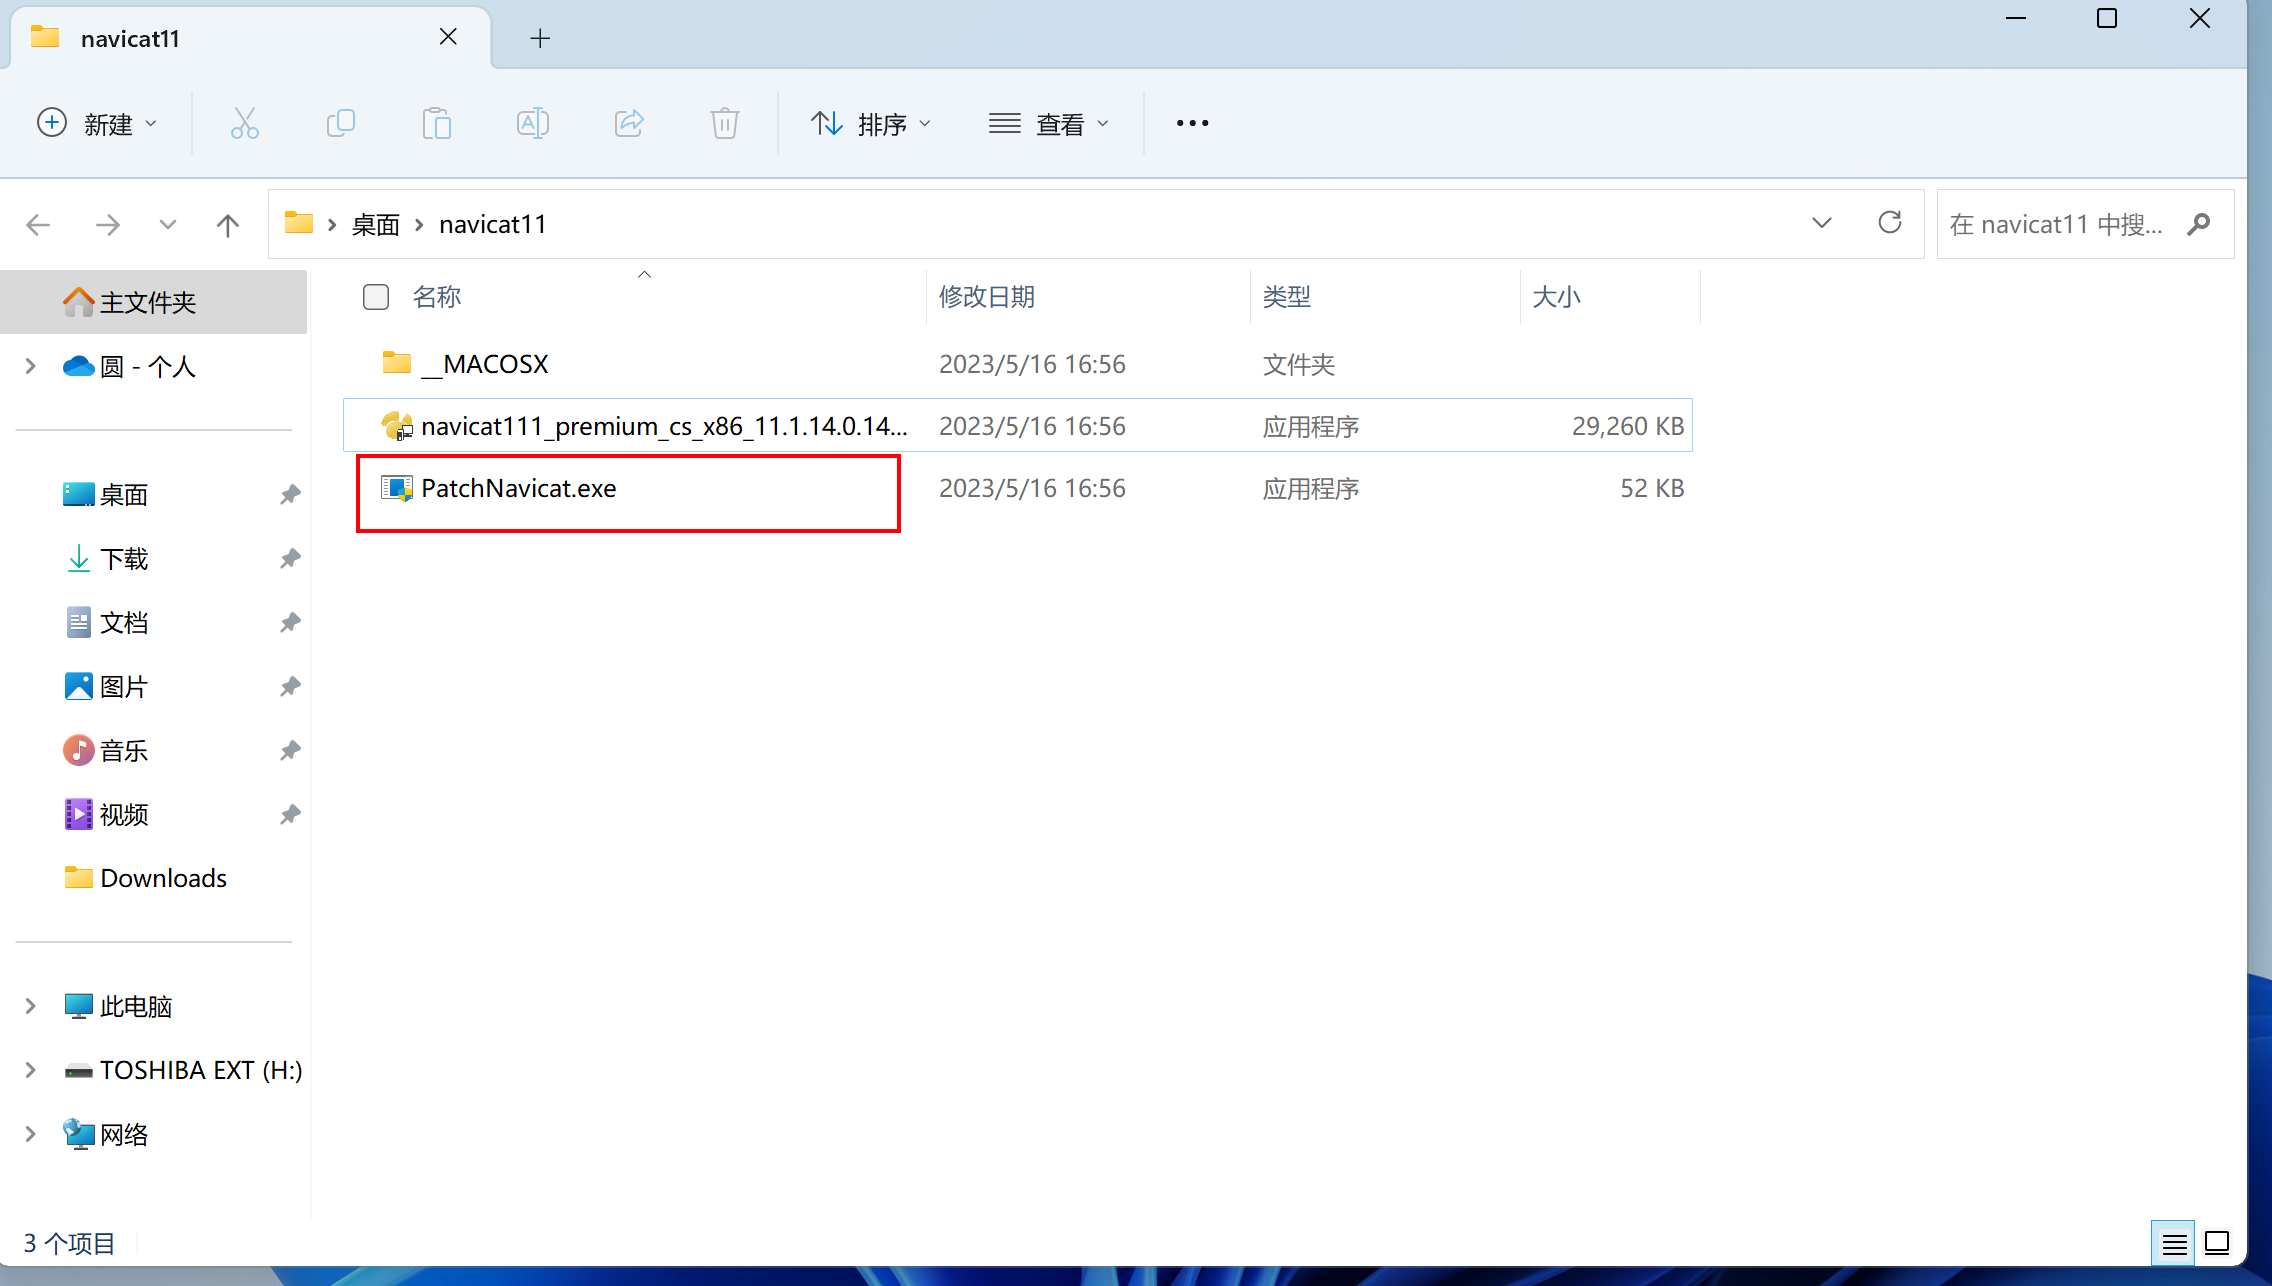 navicat11
新建
排序
查看
桌面
navicat11
在 navicat11 中搜...
主文件夹
圆 - 个人
桌面
下载
文档
图片
音乐
视频
Downloads
此电脑
TOSHIBA EXT (H:)
网络
名称 修改日期 类型 大小
__MACOSX 2023/5/16 16:56 文件夹
navicat111_premium_cs_x86_11.1.14.0.14... 2023/5/16 16:56 应用程序 29,260 KB
PatchNavicat.exe 2023/5/16 16:56 应用程序 52 KB
3 个项目